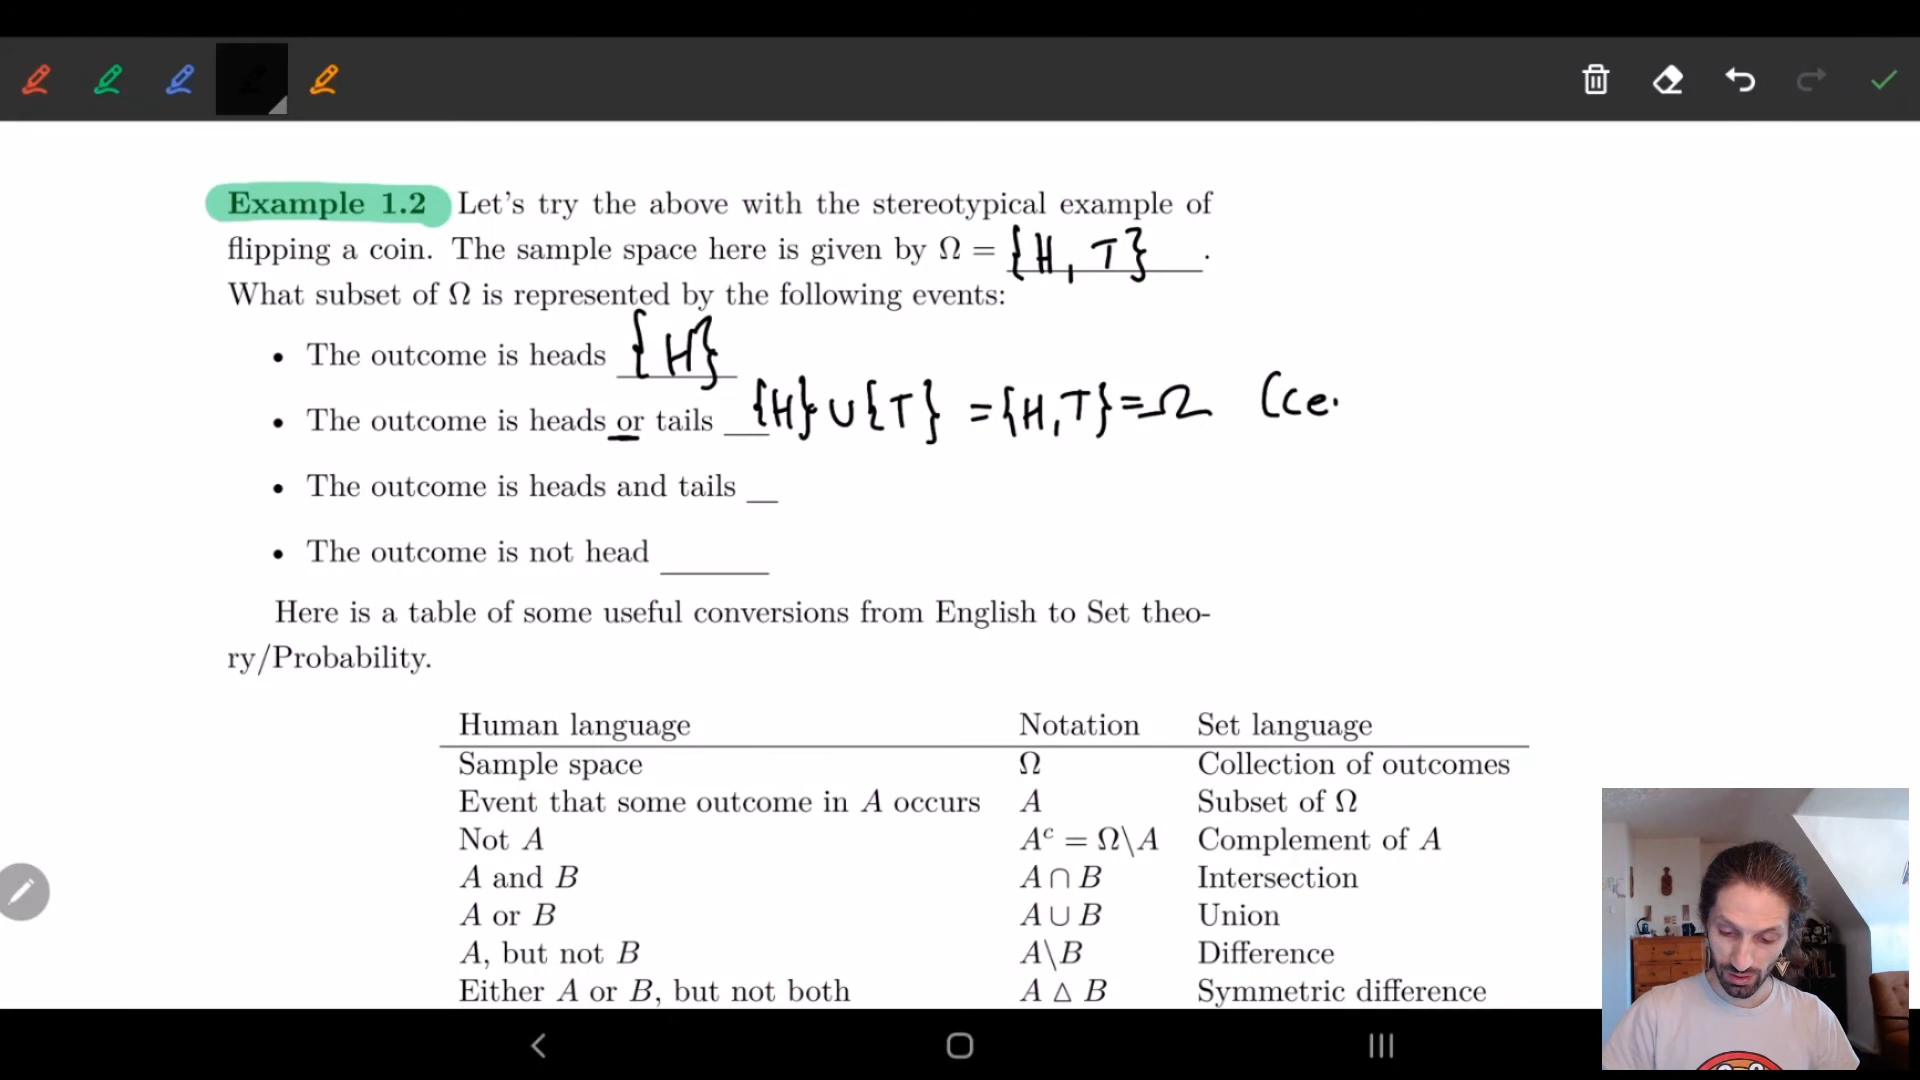 Example 1.2 Let's try the above with the stereotypical example of
flipping a coin. The sample space here is given by Ω = {H, T}.
What subset of Ω is represented by the following events:
• The outcome is heads {H}
• The outcome is heads or tails {H}∪{T} = {H,T} = Ω (ce
• The outcome is heads and tails __
• The outcome is not head ______
Here is a table of some useful conversions from English to Set theo-
ry/Probability.
Human language Notation Set language
Sample space Ω Collection of outcomes
Event that some outcome in A occurs A Subset of Ω
Not A Aᶜ = Ω\A Complement of A
A and B A ∩ B Intersection
A or B A ∪ B Union
A, but not B A\B Difference
Either A or B, but not both A △ B Symmetric difference